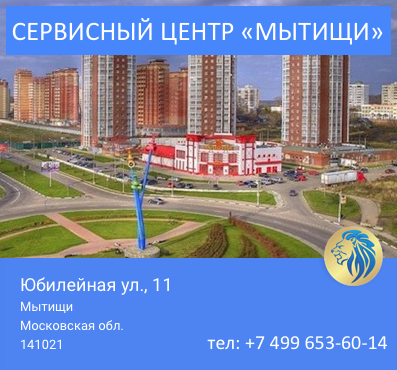 СЕРВИСНЫЙ ЦЕНТР «МЫТИЩИ»
Юбилейная ул., 11
Мытищи
Московская обл.
141021
тел: +7 499 653-60-14